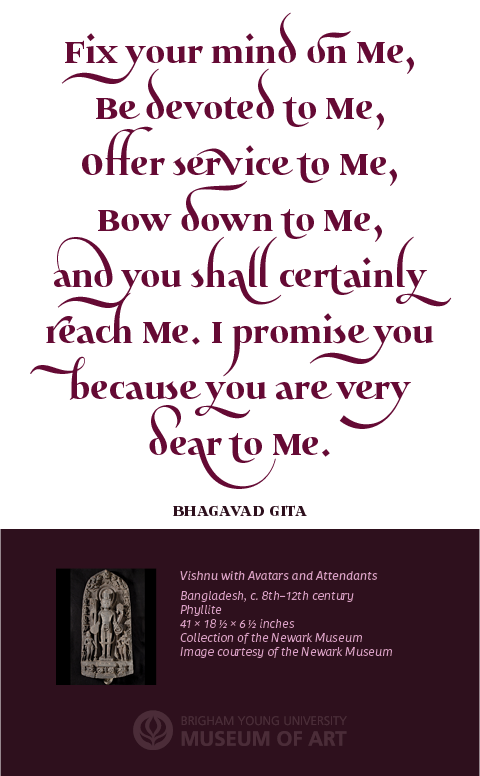 Fix your mind on Me,
Be devoted to Me,
Offer service to Me,
Bow down to Me,
and you shall certainly
reach Me. I promise you
because you are very
dear to Me.
BHAGAVAD GITA
Vishnu with Avatars and Attendants
Bangladesh, c. 8th–12th century
Phyllite
41 × 18 ½ × 6 ½ inches
Collection of the Newark Museum
Image courtesy of the Newark Museum
BRIGHAM YOUNG UNIVERSITY
MUSEUM OF ART